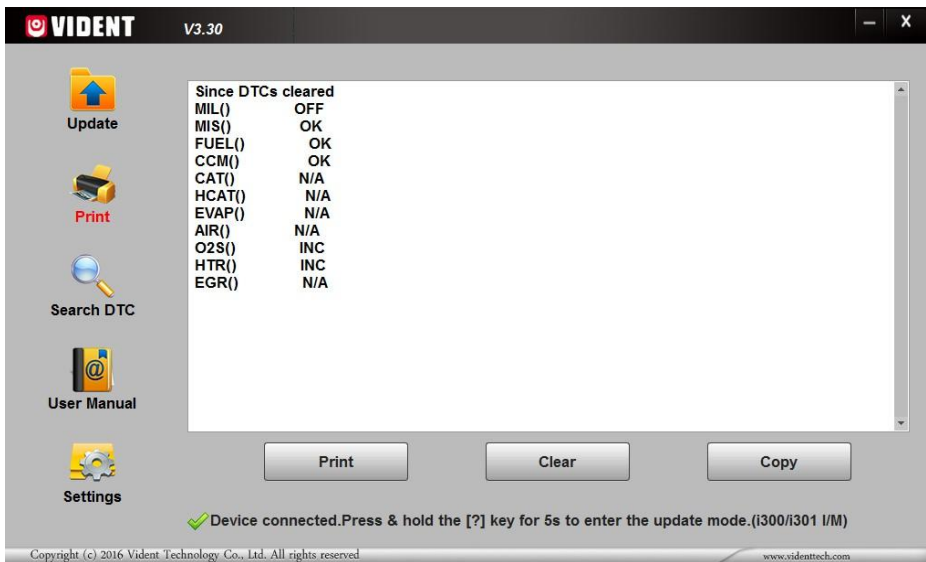 VIDENT V3.30
- X
Update
Print
Search DTC
User Manual
Settings
Since DTCs cleared
MIL() OFF
MIS() OK
FUEL() OK
CCM() OK
CAT() N/A
HCAT() N/A
EVAP() N/A
AIR() N/A
O2S() INC
HTR() INC
EGR() N/A
Print Clear Copy
Device connected.Press & hold the [?] key for 5s to enter the update mode.(i300/i301 I/M)
Copyright (c) 2016 Vident Technology Co., Ltd. All rights reserved www.videnttech.com